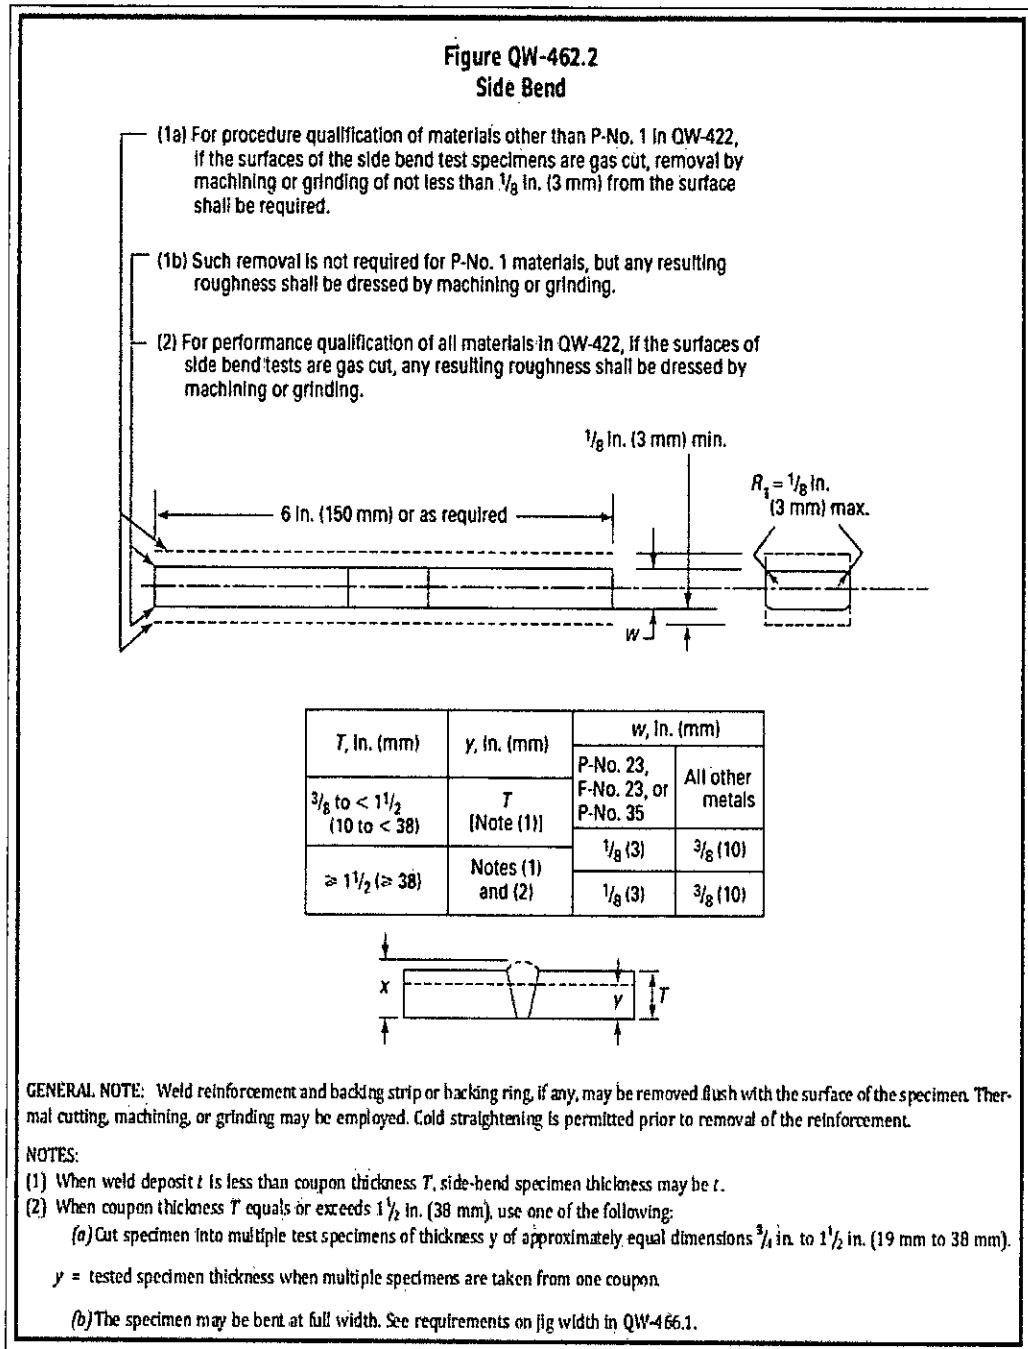 Figure QW-462.2
Side Bend
(1a) For procedure qualification of materials other than P-No. 1 in QW-422,
if the surfaces of the side bend test specimens are gas cut, removal by
machining or grinding of not less than 1/8 in. (3 mm) from the surface
shall be required.
(1b) Such removal is not required for P-No. 1 materials, but any resulting
roughness shall be dressed by machining or grinding.
(2) For performance qualification of all materials in QW-422, if the surfaces of
side bend tests are gas cut, any resulting roughness shall be dressed by
machining or grinding.
1/8 in. (3 mm) min.
R1 = 1/8 in.
(3 mm) max.
6 in. (150 mm) or as required
w
T, in. (mm)
y, in. (mm)
w, in. (mm)
P-No. 23,
F-No. 23, or
P-No. 35
All other
metals
3/8 to < 1 1/2
(10 to < 38)
T
[Note (1)]
1/8 (3)
3/8 (10)
≥ 1 1/2 (≥ 38)
Notes (1)
and (2)
1/8 (3)
3/8 (10)
x
y
T
GENERAL NOTE: Weld reinforcement and backing strip or backing ring, if any, may be removed flush with the surface of the specimen. Ther-
mal cutting, machining, or grinding may be employed. Cold straightening is permitted prior to removal of the reinforcement.
NOTES:
(1) When weld deposit t is less than coupon thickness T, side-bend specimen thickness may be t.
(2) When coupon thickness T equals or exceeds 1 1/2 in. (38 mm), use one of the following:
(a) Cut specimen into multiple test specimens of thickness y of approximately equal dimensions 3/4 in. to 1 1/2 in. (19 mm to 38 mm).
y = tested specimen thickness when multiple specimens are taken from one coupon.
(b) The specimen may be bent at full width. See requirements on jig width in QW-466.1.